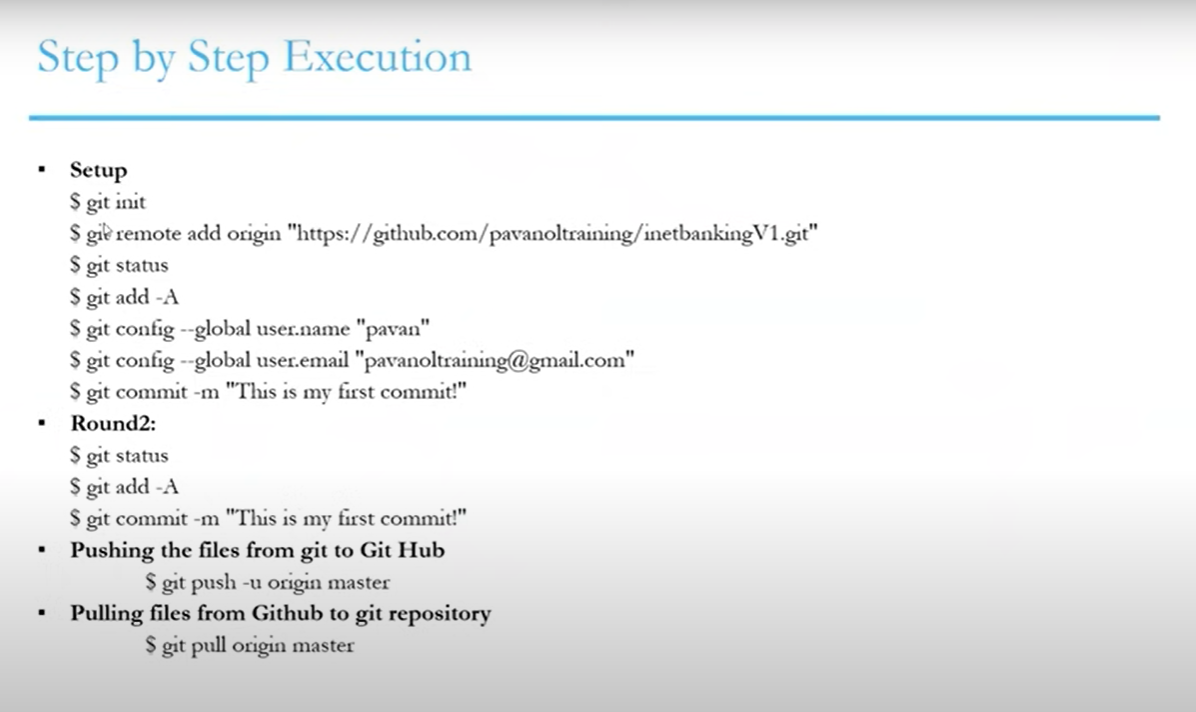 Step by Step Execution
▪ Setup
$ git init
$ git remote add origin "https://github.com/pavanoltraining/inetbankingV1.git"
$ git status
$ git add -A
$ git config --global user.name "pavan"
$ git config --global user.email "pavanoltraining@gmail.com"
$ git commit -m "This is my first commit!"
▪ Round2:
$ git status
$ git add -A
$ git commit -m "This is my first commit!"
▪ Pushing the files from git to Git Hub
$ git push -u origin master
▪ Pulling files from Github to git repository
$ git pull origin master